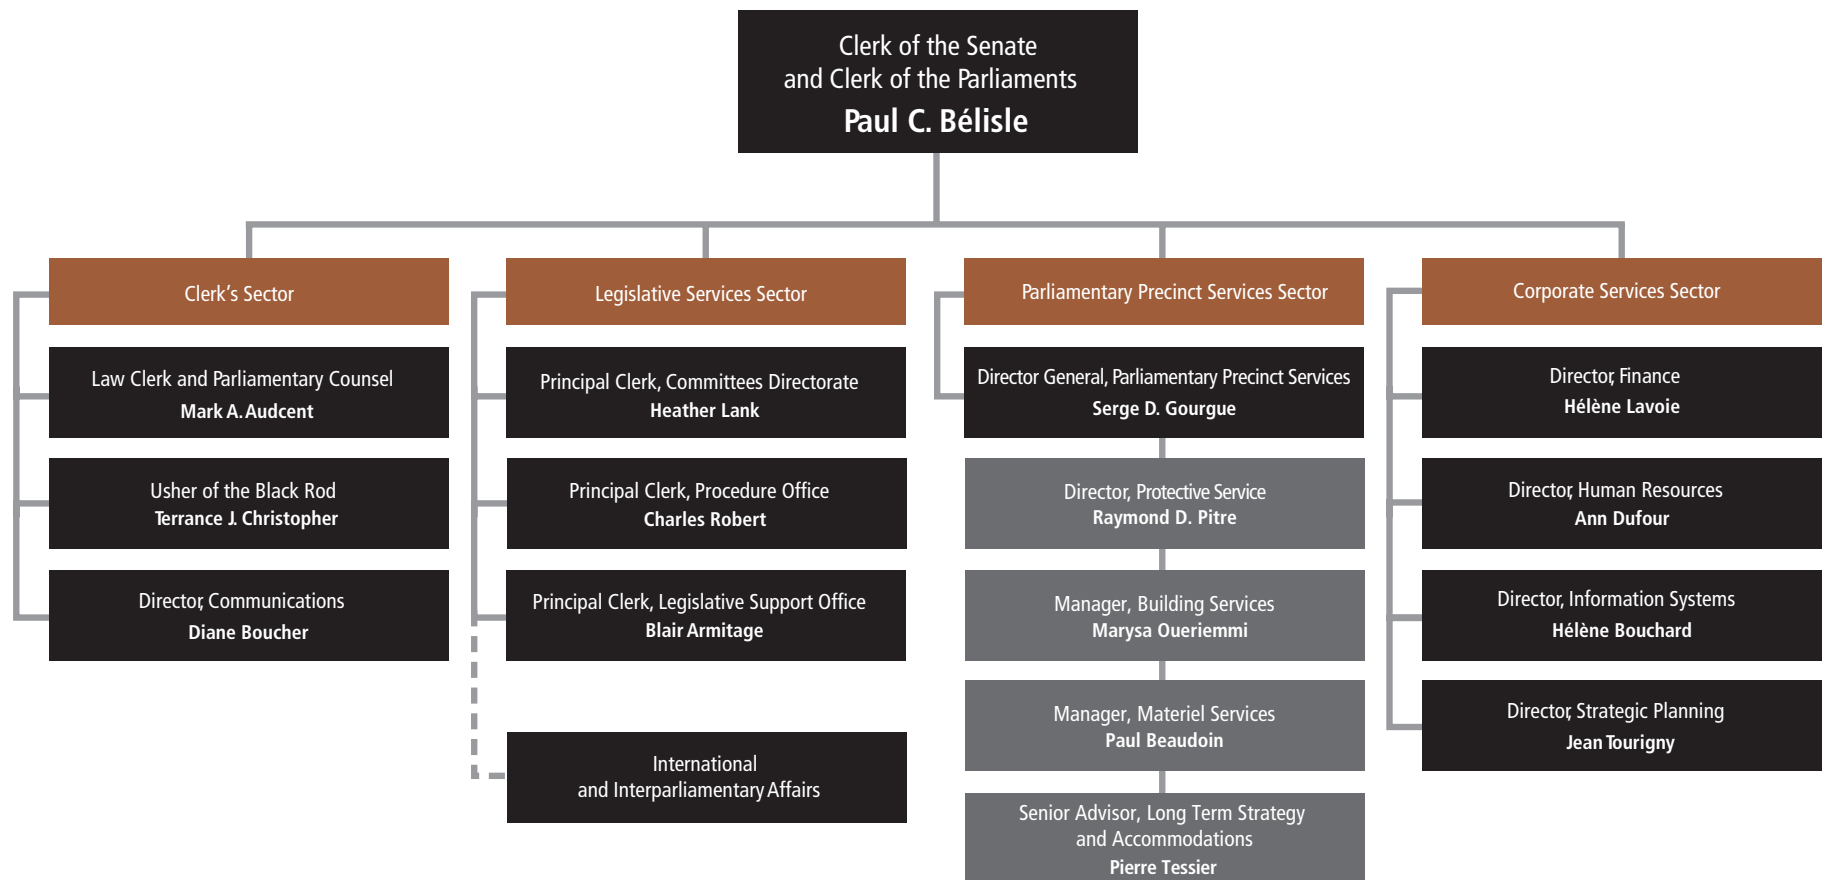 Clerk of the Senate
and Clerk of the Parliaments
Paul C. Bélisle
Clerk's Sector
Law Clerk and Parliamentary Counsel
Mark A. Audcent
Usher of the Black Rod
Terrance J. Christopher
Director, Communications
Diane Boucher
Legislative Services Sector
Principal Clerk, Committees Directorate
Heather Lank
Principal Clerk, Procedure Office
Charles Robert
Principal Clerk, Legislative Support Office
Blair Armitage
International
and Interparliamentary Affairs
Parliamentary Precinct Services Sector
Director General, Parliamentary Precinct Services
Serge D. Gourgue
Director, Protective Service
Raymond D. Pitre
Manager, Building Services
Marysa Oueriemmi
Manager, Materiel Services
Paul Beaudoin
Senior Advisor, Long Term Strategy
and Accommodations
Pierre Tessier
Corporate Services Sector
Director, Finance
Hélène Lavoie
Director, Human Resources
Ann Dufour
Director, Information Systems
Hélène Bouchard
Director, Strategic Planning
Jean Tourigny